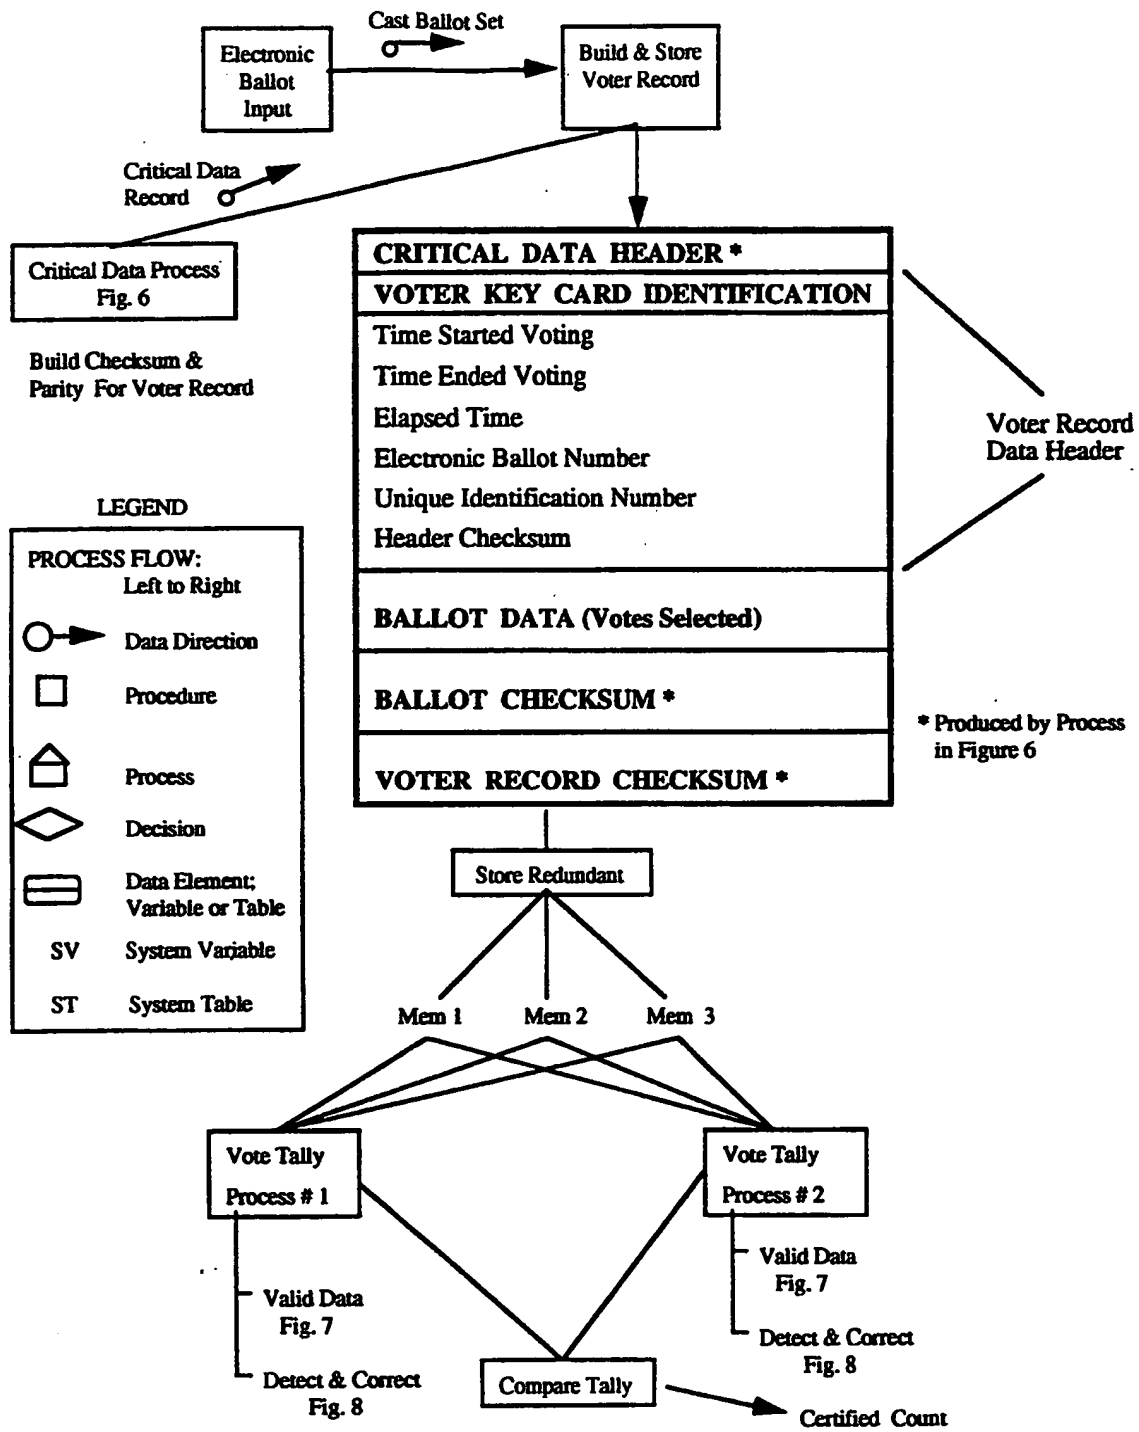 Cast Ballot Set
Electronic
Ballot
Input
Build & Store
Voter Record
Critical Data
Record
Critical Data Process
Fig. 6
Build Checksum &
Parity For Voter Record
CRITICAL DATA HEADER *
VOTER KEY CARD IDENTIFICATION
Time Started Voting
Time Ended Voting
Elapsed Time
Electronic Ballot Number
Unique Identification Number
Header Checksum
Voter Record
Data Header
BALLOT DATA (Votes Selected)
BALLOT CHECKSUM *
VOTER RECORD CHECKSUM *
* Produced by Process
in Figure 6
LEGEND
PROCESS FLOW:
Left to Right
Data Direction
Procedure
Process
Decision
Data Element;
Variable or Table
SV System Variable
ST System Table
Store Redundant
Mem 1 Mem 2 Mem 3
Vote Tally
Process # 1
Vote Tally
Process # 2
Valid Data
Fig. 7
Detect & Correct
Fig. 8
Valid Data
Fig. 7
Detect & Correct
Fig. 8
Compare Tally
Certified Count